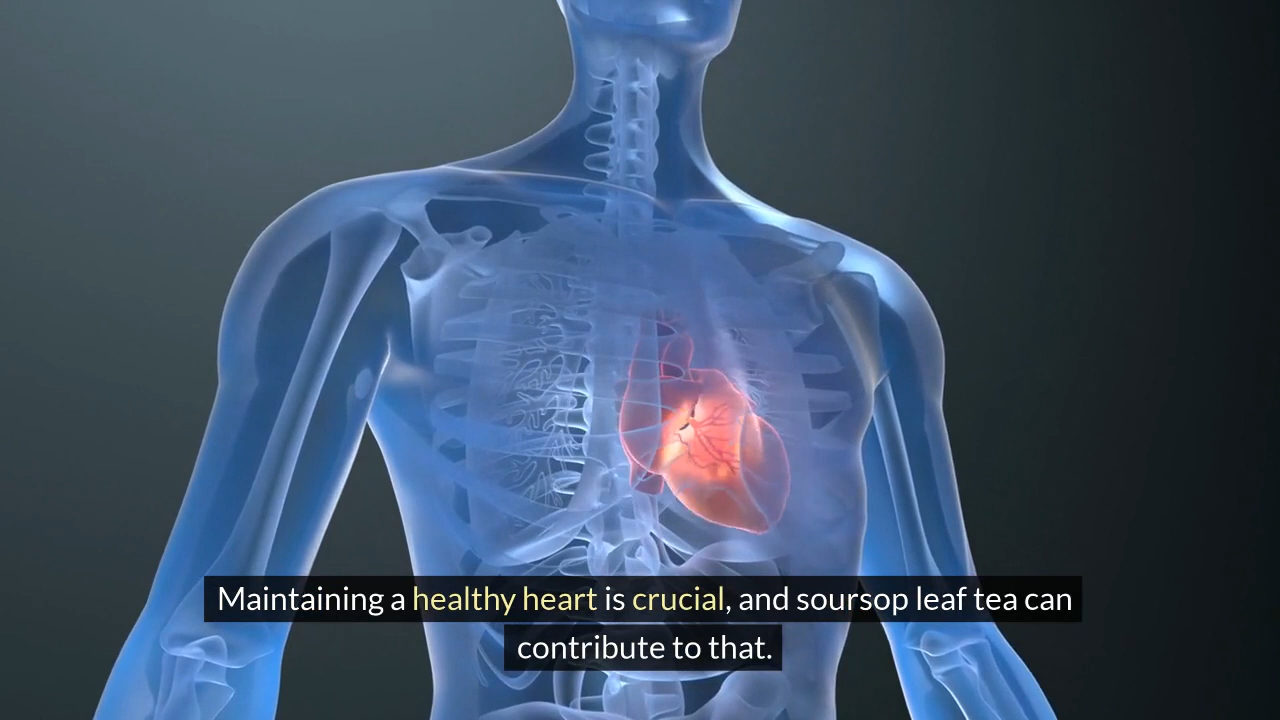 Maintaining a healthy heart is crucial, and soursop leaf tea can
contribute to that.